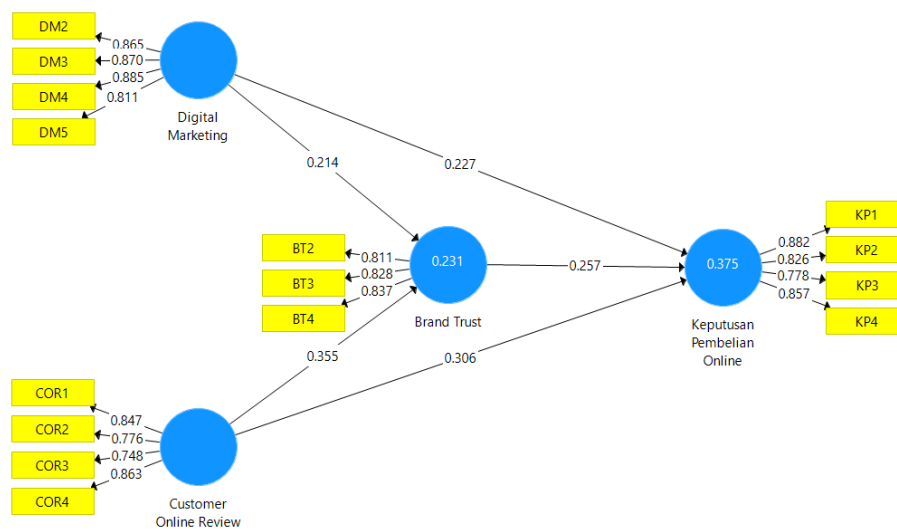 DM2
0.865
DM3
0.870
DM4
0.885
DM5
0.811
Digital
Marketing
0.214
0.227
BT2
0.811
BT3
0.828
BT4
0.837
0.231
Brand Trust
0.257
0.375
Keputusan
Pembelian
Online
KP1
0.882
KP2
0.826
KP3
0.778
KP4
0.857
0.355
0.306
COR1
0.847
COR2
0.776
COR3
0.748
COR4
0.863
Customer
Online Review